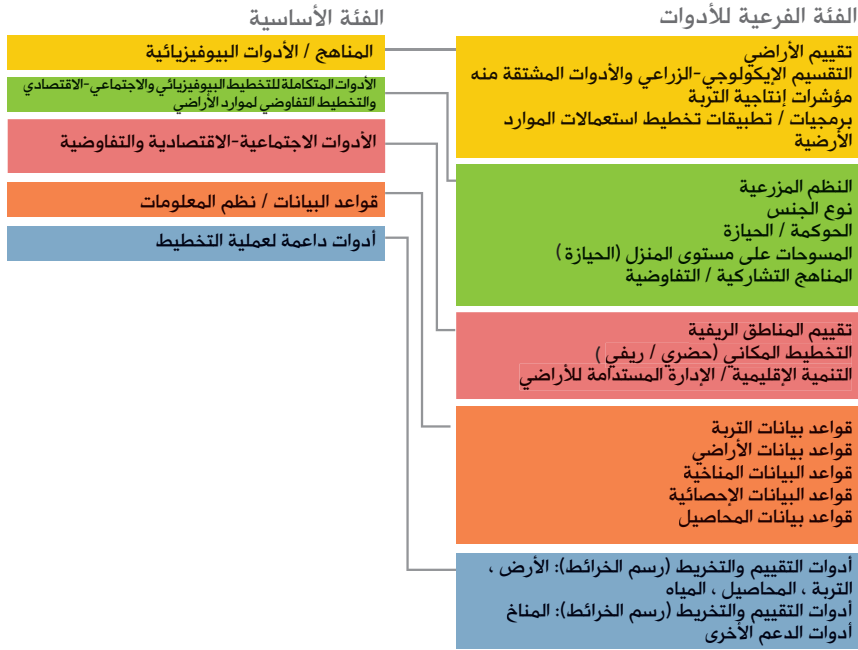 الفئة الفرعية للأدوات
تقييم الأراضي
التقسيم الإيكولوجي-الزراعي والأدوات المشتقة منه
مؤشرات إنتاجية التربة
برمجيات / تطبيقات تخطيط استعمالات الموارد
الأرضية
النظم المزرعية
نوع الجنس
الحوكمة / الحيازة
المسوحات على مستوى المنزل (الحيازة )
المناهج التشاركية / التفاوضية
تقييم المناطق الريفية
التخطيط المكاني (حضري / ريفي )
التنمية الإقليمية / الإدارة المستدامة للأراضي
قواعد بيانات التربة
قواعد بيانات الأراضي
قواعد البيانات المناخية
قواعد البيانات الإحصائية
قواعد بيانات المحاصيل
أدوات التقييم والتخريط (رسم الخرائط): الأرض ،
التربة ، المحاصيل ، المياه
أدوات التقييم والتخريط (رسم الخرائط): المناخ
أدوات الدعم الأخرى
الفئة الأساسية
المناهج / الأدوات البيوفيزيائية
الأدوات المتكاملة للتخطيط البيوفيزيائي والاجتماعي-الاقتصادي
والتخطيط التفاوضي لموارد الأراضي
الأدوات الاجتماعية-الاقتصادية والتفاوضية
قواعد البيانات / نظم المعلومات
أدوات داعمة لعملية التخطيط